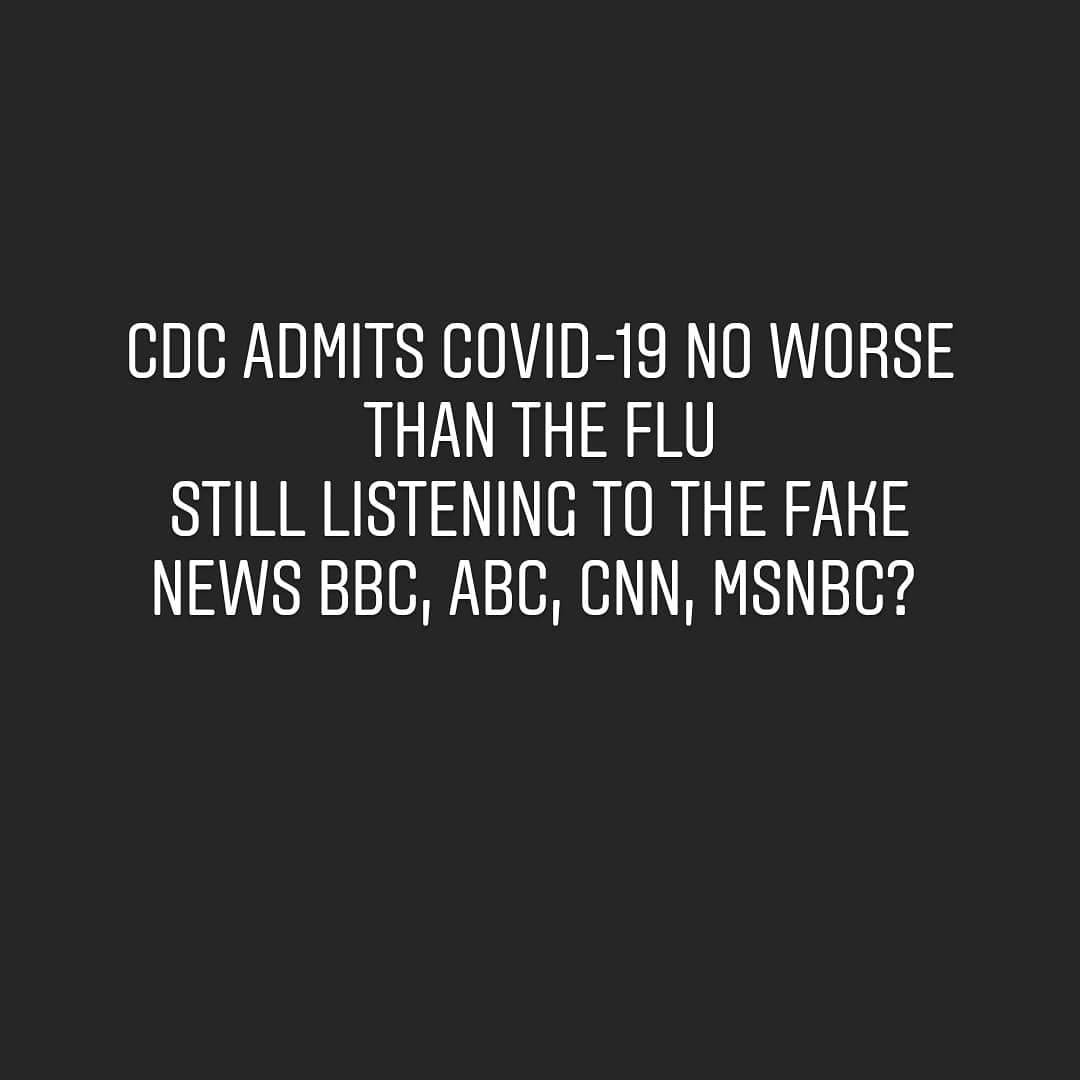 CDC ADMITS COVID-19 NO WORSE
THAN THE FLU
STILL LISTENING TO THE FAKE
NEWS BBC, ABC, CNN, MSNBC?